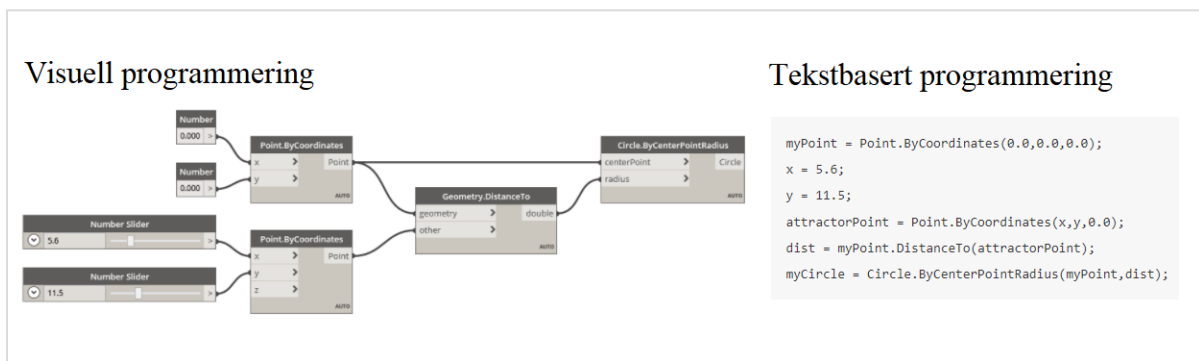 Visuell programmering
Number
0.000 >
Number
0.000 >
Point.ByCoordinates
x > Point
y >
AUTO
Number Slider
5.6 >
Number Slider
11.5 >
Point.ByCoordinates
x > Point
y >
z >
AUTO
Geometry.DistanceTo
geometry > double
other >
AUTO
Circle.ByCenterPointRadius
centerPoint > Circle
radius >
AUTO
Tekstbasert programmering
myPoint = Point.ByCoordinates(0.0,0.0,0.0);
x = 5.6;
y = 11.5;
attractorPoint = Point.ByCoordinates(x,y,0.0);
dist = myPoint.DistanceTo(attractorPoint);
myCircle = Circle.ByCenterPointRadius(myPoint,dist);